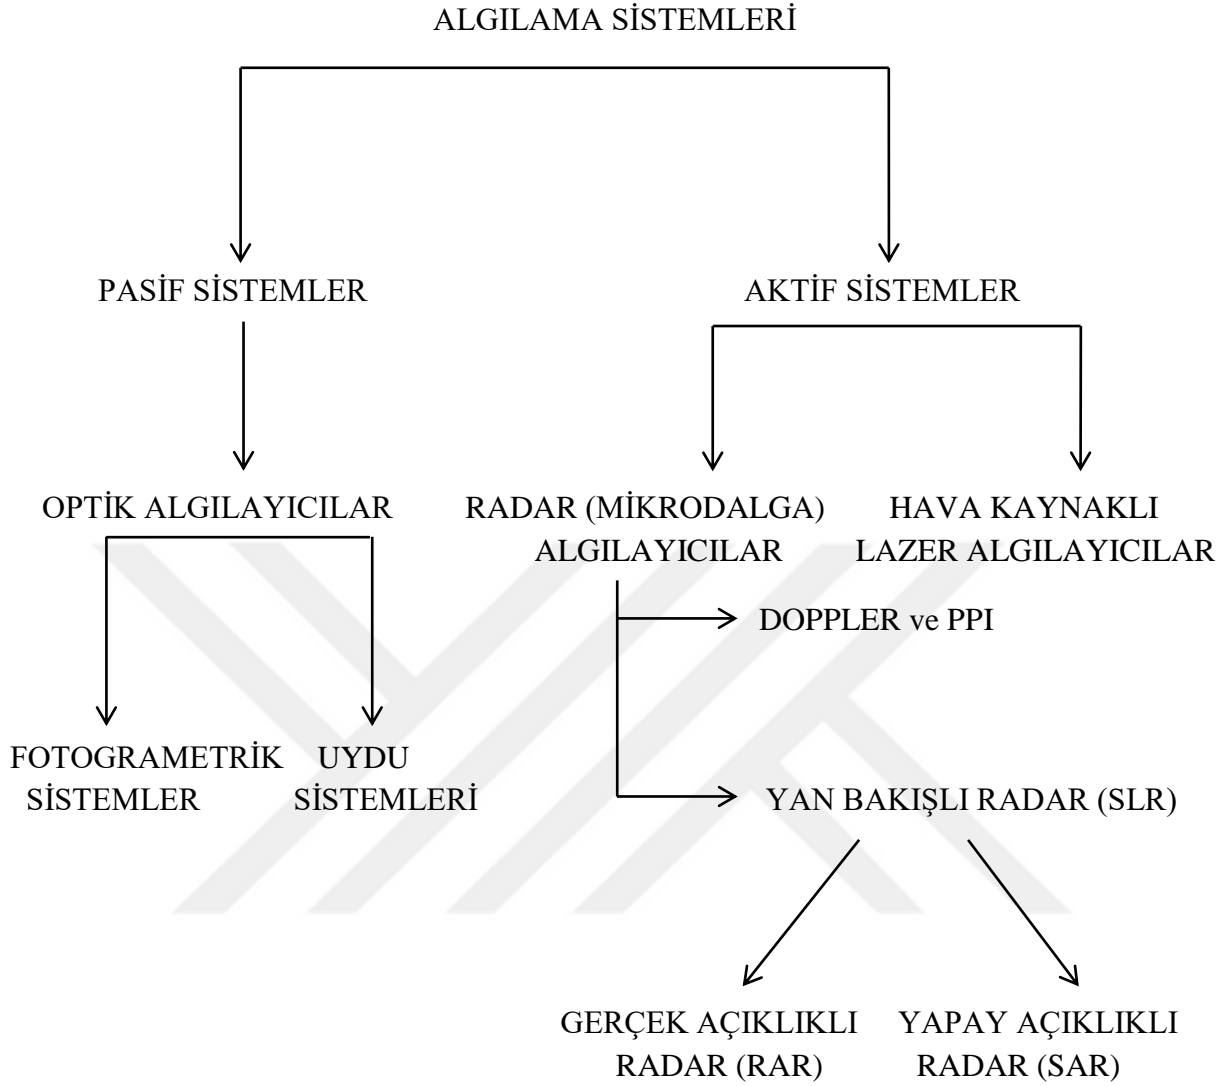 ALGILAMA SİSTEMLERİ
PASİF SİSTEMLER
AKTİF SİSTEMLER
OPTİK ALGILAYICILAR
RADAR (MİKRODALGA)
ALGILAYICILAR
HAVA KAYNAKLI
LAZER ALGILAYICILAR
DOPPLER ve PPI
FOTOGRAMETRİK
SİSTEMLER
UYDU
SİSTEMLERİ
YAN BAKIŞLI RADAR (SLR)
GERÇEK AÇIKLIKLI
RADAR (RAR)
YAPAY AÇIKLIKLI
RADAR (SAR)